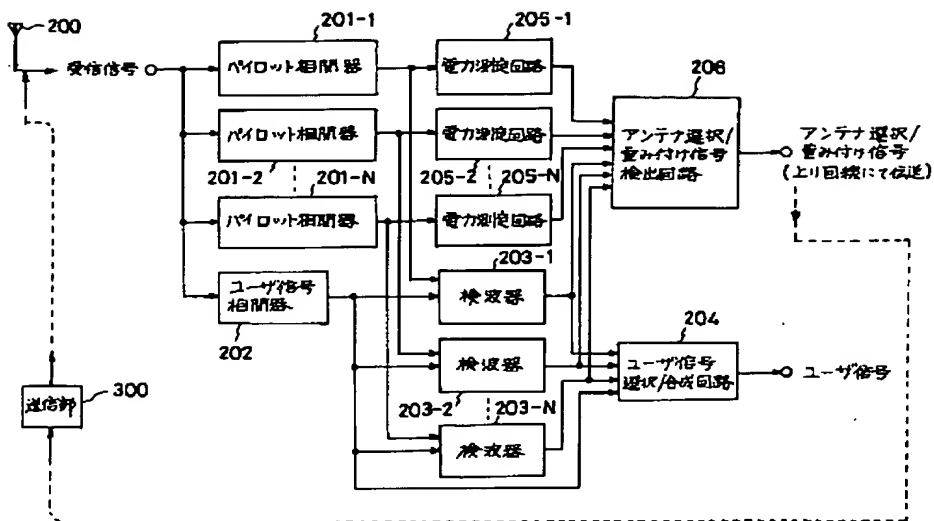 200
受信信号
201-1
パイロット相関器
パイロット相関器
201-2
201-N
パイロット相関器
ユーザ信号
相関器
202
205-1
電力測定回路
電力測定回路
205-2
205-N
電力測定回路
203-1
検波器
検波器
203-2
203-N
検波器
206
アンテナ選択/
重み付け信号
検出回路
アンテナ選択/
重み付け信号
(上り回線にて伝送)
204
ユーザ信号
選択/合成回路
ユーザ信号
送信部
300